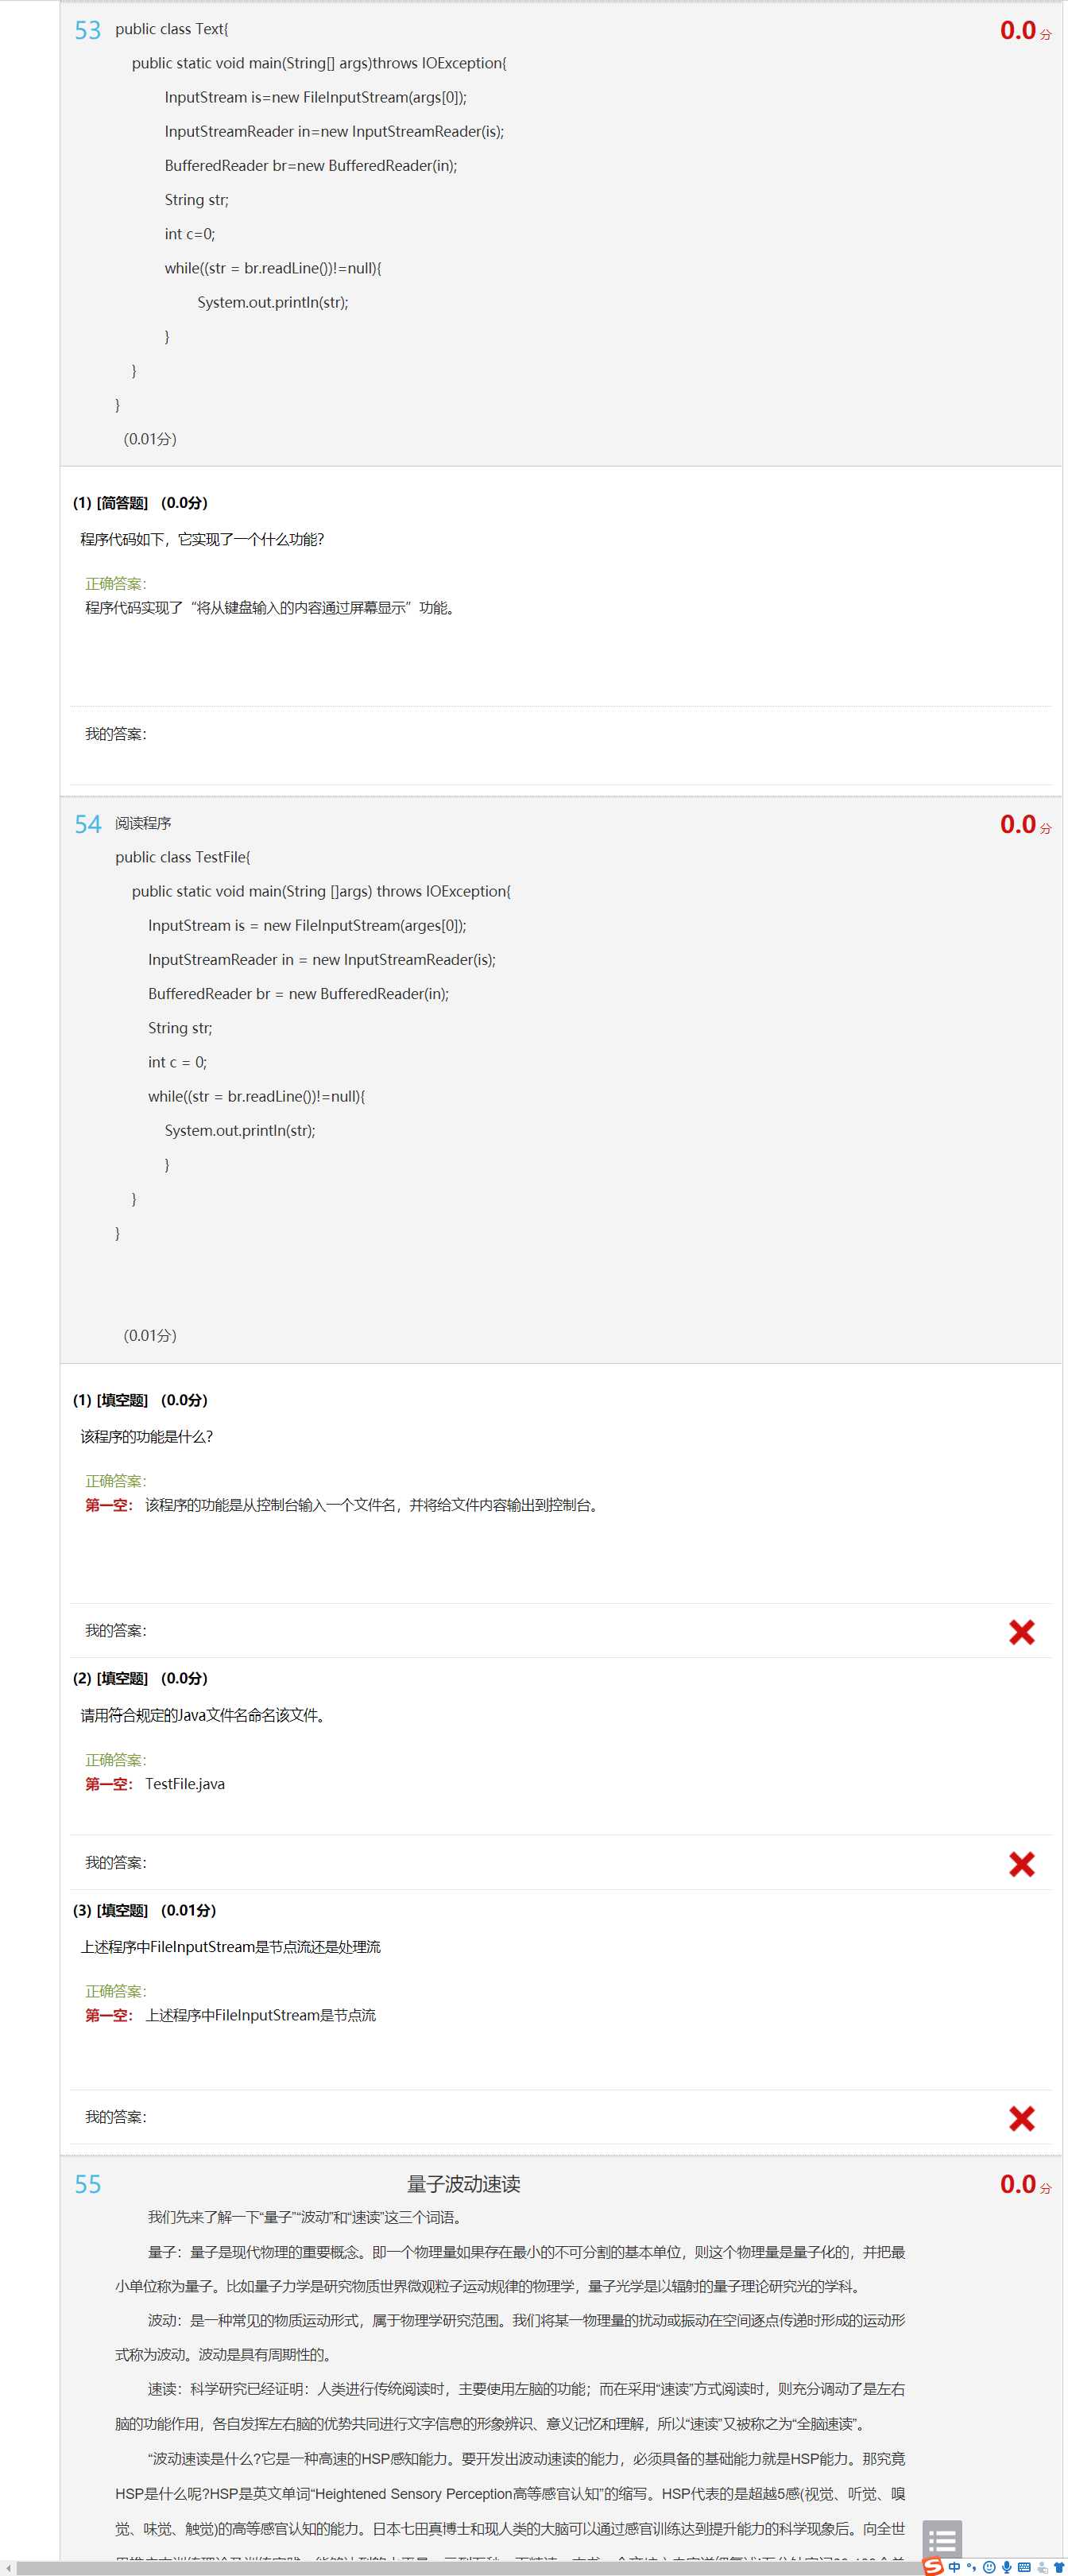 53 public class Text{ 0.0 分
public static void main(String[] args)throws IOException{
InputStream is=new FileInputStream(args[0]);
InputStreamReader in=new InputStreamReader(is);
BufferedReader br=new BufferedReader(in);
String str;
int c=0;
while((str = br.readLine())!=null){
System.out.println(str);
}
}
}
（0.01分）
(1) [简答题] （0.0分）
程序代码如下，它实现了一个什么功能?
正确答案：
程序代码实现了“将从键盘输入的内容通过屏幕显示”功能。
我的答案：
54 阅读程序 0.0 分
public class TestFile{
public static void main(String []args) throws IOException{
InputStream is = new FileInputStream(arges[0]);
InputStreamReader in = new InputStreamReader(is);
BufferedReader br = new BufferedReader(in);
String str;
int c = 0;
while((str = br.readLine())!=null){
System.out.println(str);
}
}
}
（0.01分）
(1) [填空题] （0.0分）
该程序的功能是什么?
正确答案：
第一空： 该程序的功能是从控制台输入一个文件名，并将给文件内容输出到控制台。
我的答案：
(2) [填空题] （0.0分）
请用符合规定的Java文件名命名该文件。
正确答案：
第一空： TestFile.java
我的答案：
(3) [填空题] （0.01分）
上述程序中FileInputStream是节点流还是处理流
正确答案：
第一空： 上述程序中FileInputStream是节点流
我的答案：
55 量子波动速读 0.0 分
我们先来了解一下“量子”“波动”和“速读”这三个词语。
量子：量子是现代物理的重要概念。即一个物理量如果存在最小的不可分割的基本单位，则这个物理量是量子化的，并把最
小单位称为量子。比如量子力学是研究物质世界微观粒子运动规律的物理学，量子光学是以辐射的量子理论研究光的学科。
波动：是一种常见的物质运动形式，属于物理学研究范围。我们将某一物理量的扰动或振动在空间逐点传递时形成的运动形
式称为波动。波动是具有周期性的。
速读：科学研究已经证明：人类进行传统阅读时，主要使用左脑的功能；而在采用“速读”方式阅读时，则充分调动了是左右
脑的功能作用，各自发挥左右脑的优势共同进行文字信息的形象辨识、意义记忆和理解，所以“速读”又被称之为“全脑速读”。
“波动速读是什么?它是一种高速的HSP感知能力。要开发出波动速读的能力，必须具备的基础能力就是HSP能力。那究竟
HSP是什么呢?HSP是英文单词“Heightened Sensory Perception高等感官认知”的缩写。HSP代表的是超越5感(视觉、听觉、嗅
觉、味觉、触觉)的高等感官认知的能力。日本七田真博士和现人类的大脑可以通过感官训练达到提升能力的科学现象后。向全世
中